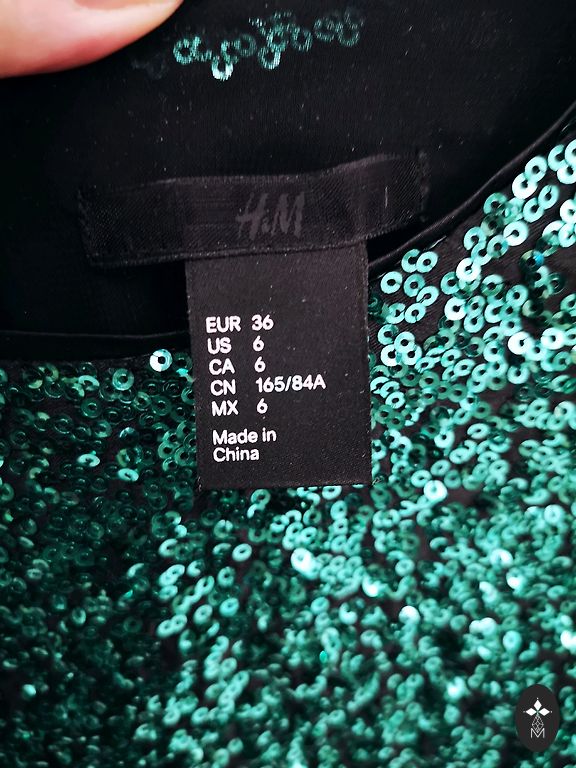 H&M
EUR 36
US 6
CA 6
CN 165/84A
MX 6
Made in
China
M